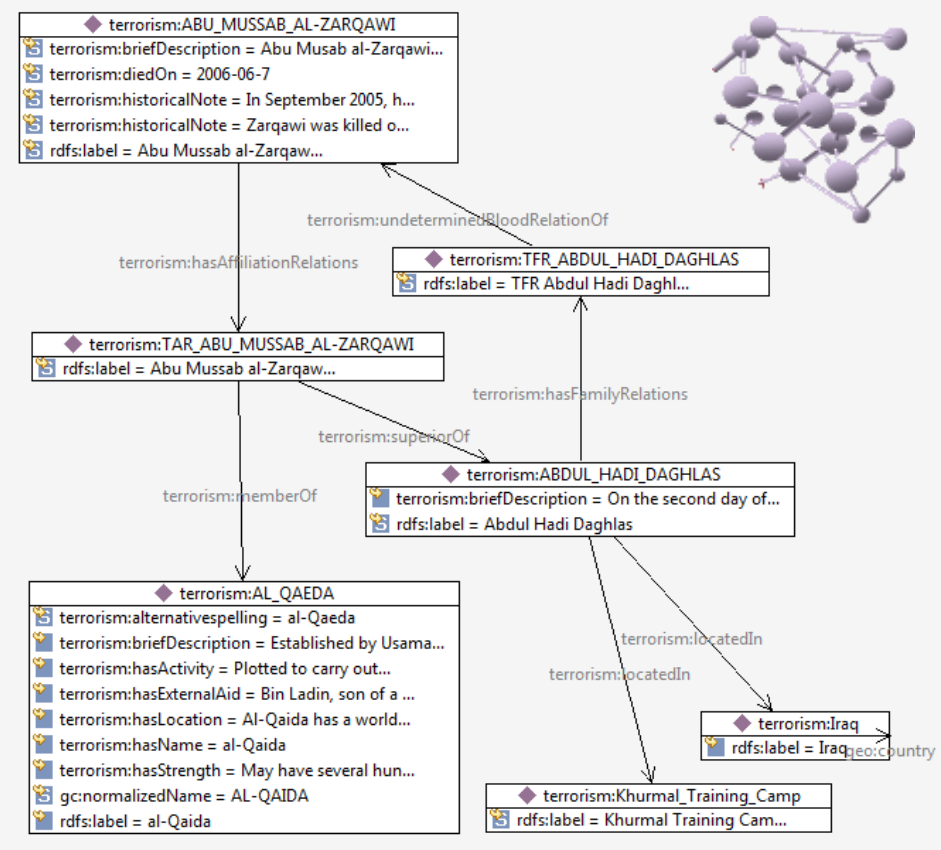 terrorism:ABU_MUSSAB_AL-ZARQAWI
terrorism:briefDescription = Abu Musab al-Zarqawi...
terrorism:diedOn = 2006-06-7
terrorism:historicalNote = In September 2005, h...
terrorism:historicalNote = Zarqawi was killed o...
rdfs:label = Abu Mussab al-Zarqaw...
terrorism:undeterminedBloodRelationOf
terrorism:hasAffiliationRelations
terrorism:TFR_ABDUL_HADI_DAGHLAS
rdfs:label = TFR Abdul Hadi Daghl...
terrorism:TAR_ABU_MUSSAB_AL-ZARQAWI
rdfs:label = Abu Mussab al-Zarqaw...
terrorism:hasFamilyRelations
terrorism:superiorOf
terrorism:ABDUL_HADI_DAGHLAS
terrorism:briefDescription = On the second day of...
rdfs:label = Abdul Hadi Daghlas
terrorism:memberOf
terrorism:AL_QAEDA
terrorism:alternativespelling = al-Qaeda
terrorism:briefDescription = Established by Usama...
terrorism:hasActivity = Plotted to carry out...
terrorism:hasExternalAid = Bin Ladin, son of a ...
terrorism:hasLocation = Al-Qaida has a world...
terrorism:hasName = al-Qaida
terrorism:hasStrength = May have several hun...
gc:normalizedName = AL-QAIDA
rdfs:label = al-Qaida
terrorism:locatedIn
terrorism:locatedIn
terrorism:Iraq
rdfs:label = Iraq
geo:country
terrorism:Khurmal_Training_Camp
rdfs:label = Khurmal Training Cam...